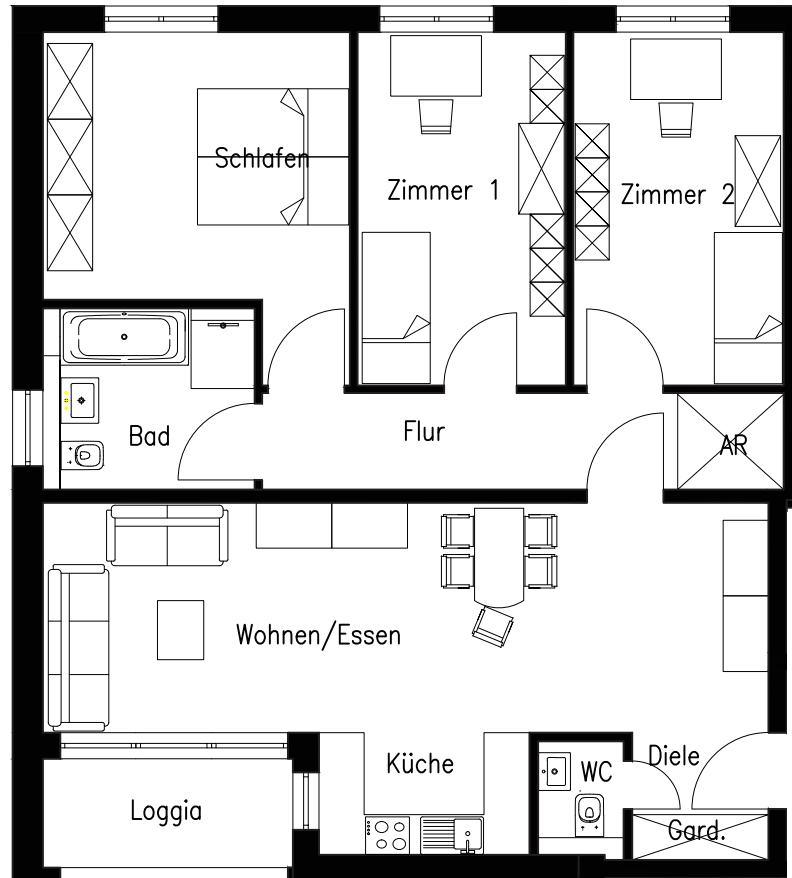 Schlafen
Zimmer 1
Zimmer 2
Bad
Flur
AR
Wohnen/Essen
Küche
WC
Diele
Loggia
Gard.